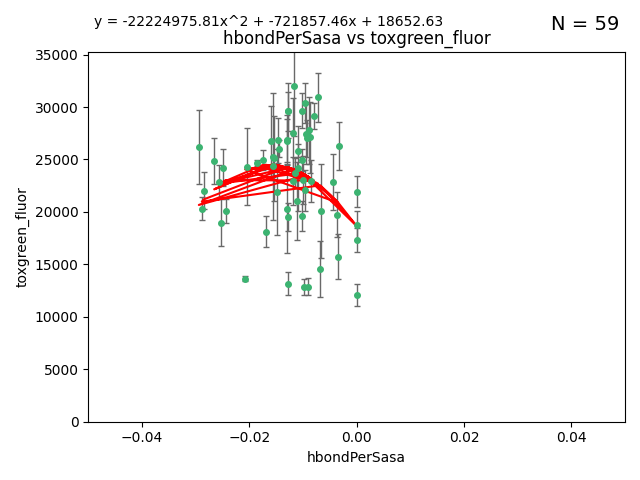 y = -22224975.81x^2 + -721857.46x + 18652.63
N = 59
hbondPerSasa vs toxgreen_fluor
35000
30000
25000
20000
15000
10000
5000
0
toxgreen_fluor
−0.04
−0.02
0.00
0.02
0.04
hbondPerSasa